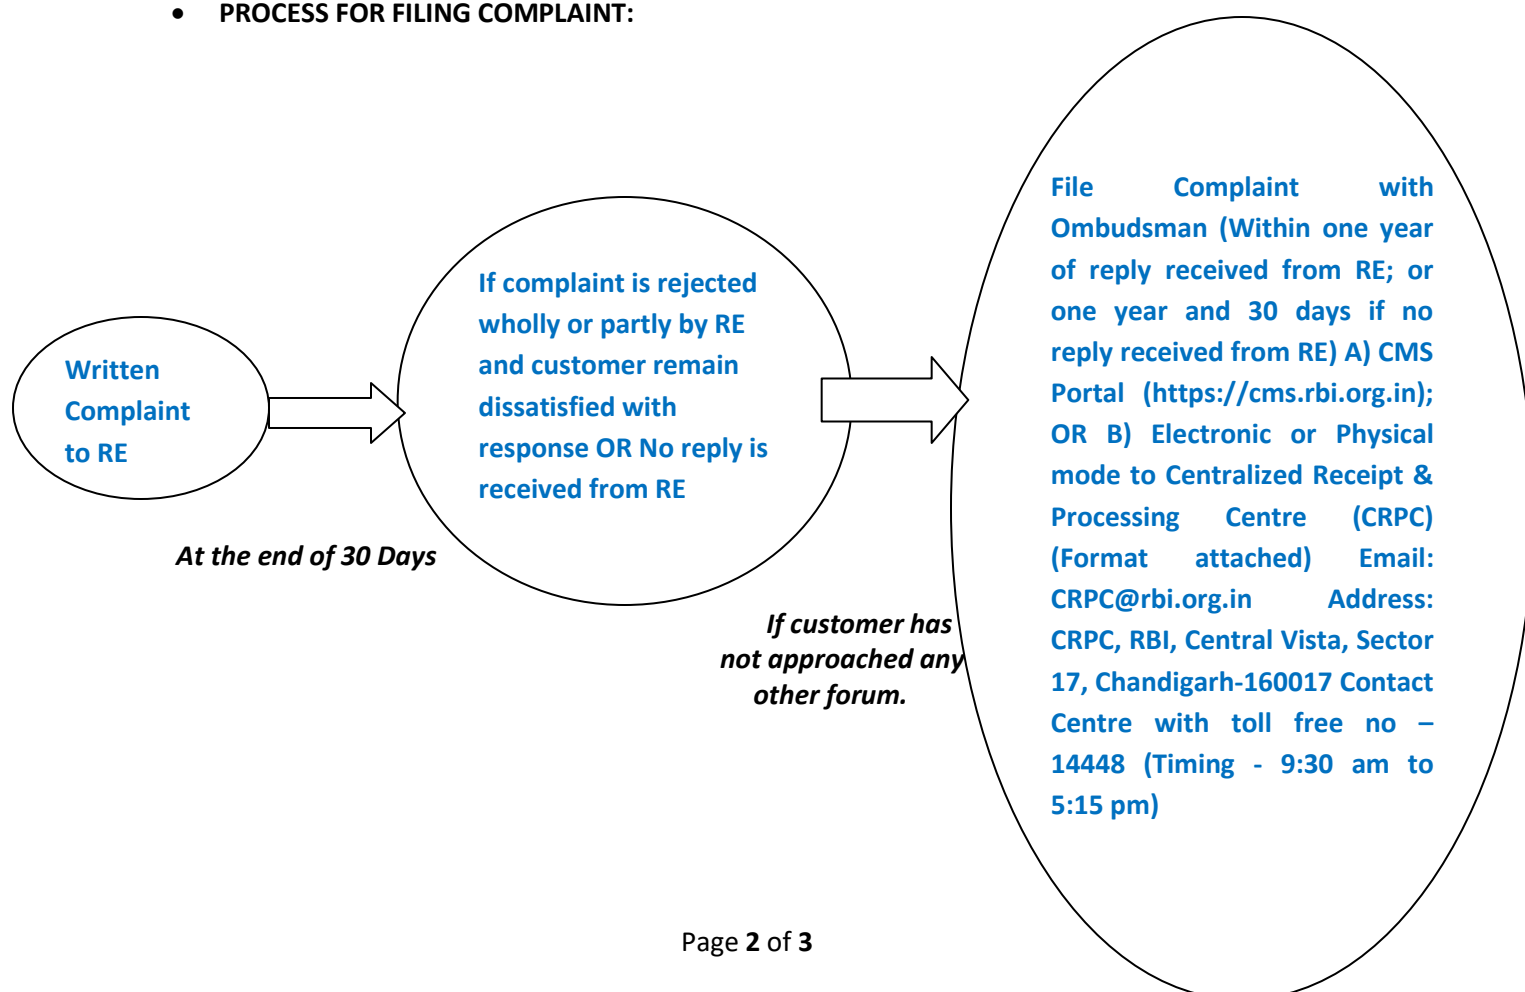 • PROCESS FOR FILING COMPLAINT:
Written
Complaint
to RE
At the end of 30 Days
If complaint is rejected
wholly or partly by RE
and customer remain
dissatisfied with
response OR No reply is
received from RE
If customer has
not approached any
other forum.
File Complaint with
Ombudsman (Within one year
of reply received from RE; or
one year and 30 days if no
reply received from RE) A) CMS
Portal (https://cms.rbi.org.in);
OR B) Electronic or Physical
mode to Centralized Receipt &
Processing Centre (CRPC)
(Format attached) Email:
CRPC@rbi.org.in Address:
CRPC, RBI, Central Vista, Sector
17, Chandigarh-160017 Contact
Centre with toll free no –
14448 (Timing - 9:30 am to
5:15 pm)
Page 2 of 3